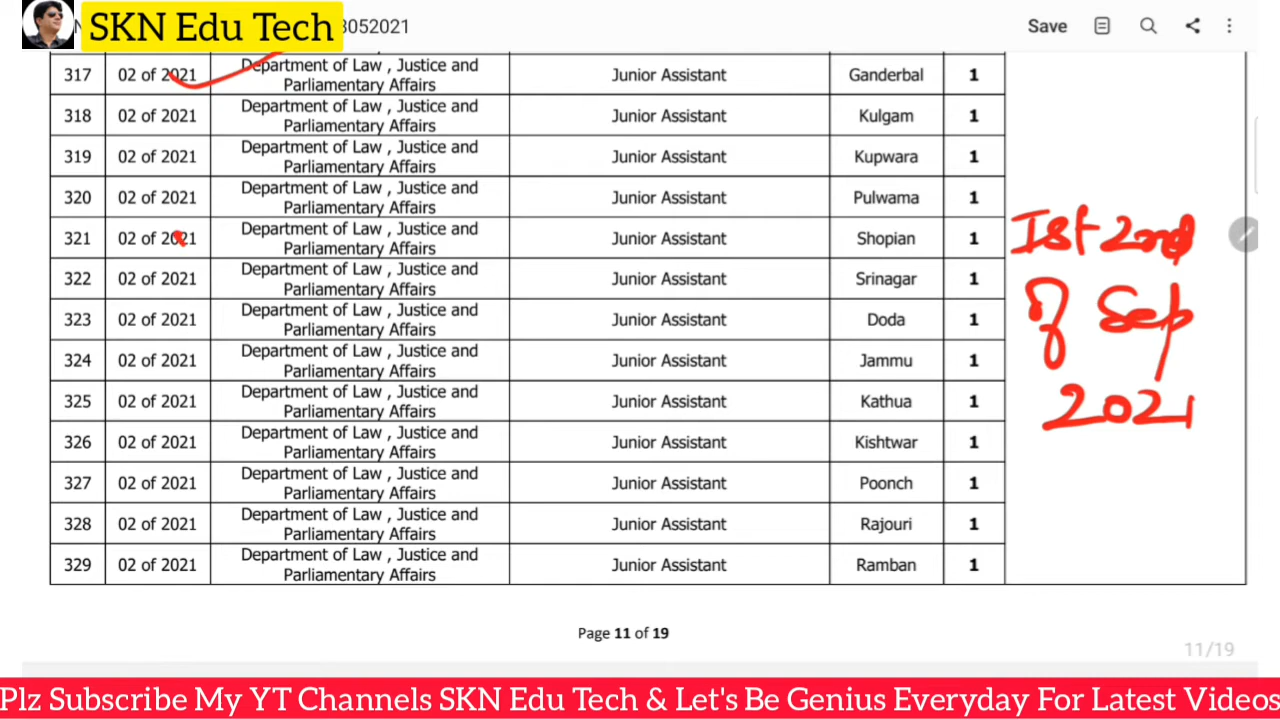 SKN Edu Tech
3052021
Save
317 02 of 2021 Department of Law , Justice and Parliamentary Affairs Junior Assistant Ganderbal 1
318 02 of 2021 Department of Law , Justice and Parliamentary Affairs Junior Assistant Kulgam 1
319 02 of 2021 Department of Law , Justice and Parliamentary Affairs Junior Assistant Kupwara 1
320 02 of 2021 Department of Law , Justice and Parliamentary Affairs Junior Assistant Pulwama 1
321 02 of 2021 Department of Law , Justice and Parliamentary Affairs Junior Assistant Shopian 1
322 02 of 2021 Department of Law , Justice and Parliamentary Affairs Junior Assistant Srinagar 1
323 02 of 2021 Department of Law , Justice and Parliamentary Affairs Junior Assistant Doda 1
324 02 of 2021 Department of Law , Justice and Parliamentary Affairs Junior Assistant Jammu 1
325 02 of 2021 Department of Law , Justice and Parliamentary Affairs Junior Assistant Kathua 1
326 02 of 2021 Department of Law , Justice and Parliamentary Affairs Junior Assistant Kishtwar 1
327 02 of 2021 Department of Law , Justice and Parliamentary Affairs Junior Assistant Poonch 1
328 02 of 2021 Department of Law , Justice and Parliamentary Affairs Junior Assistant Rajouri 1
329 02 of 2021 Department of Law , Justice and Parliamentary Affairs Junior Assistant Ramban 1
Ist 2nd
of Sep
2021
Page 11 of 19
11/19
Plz Subscribe My YT Channels SKN Edu Tech & Let's Be Genius Everyday For Latest Videos